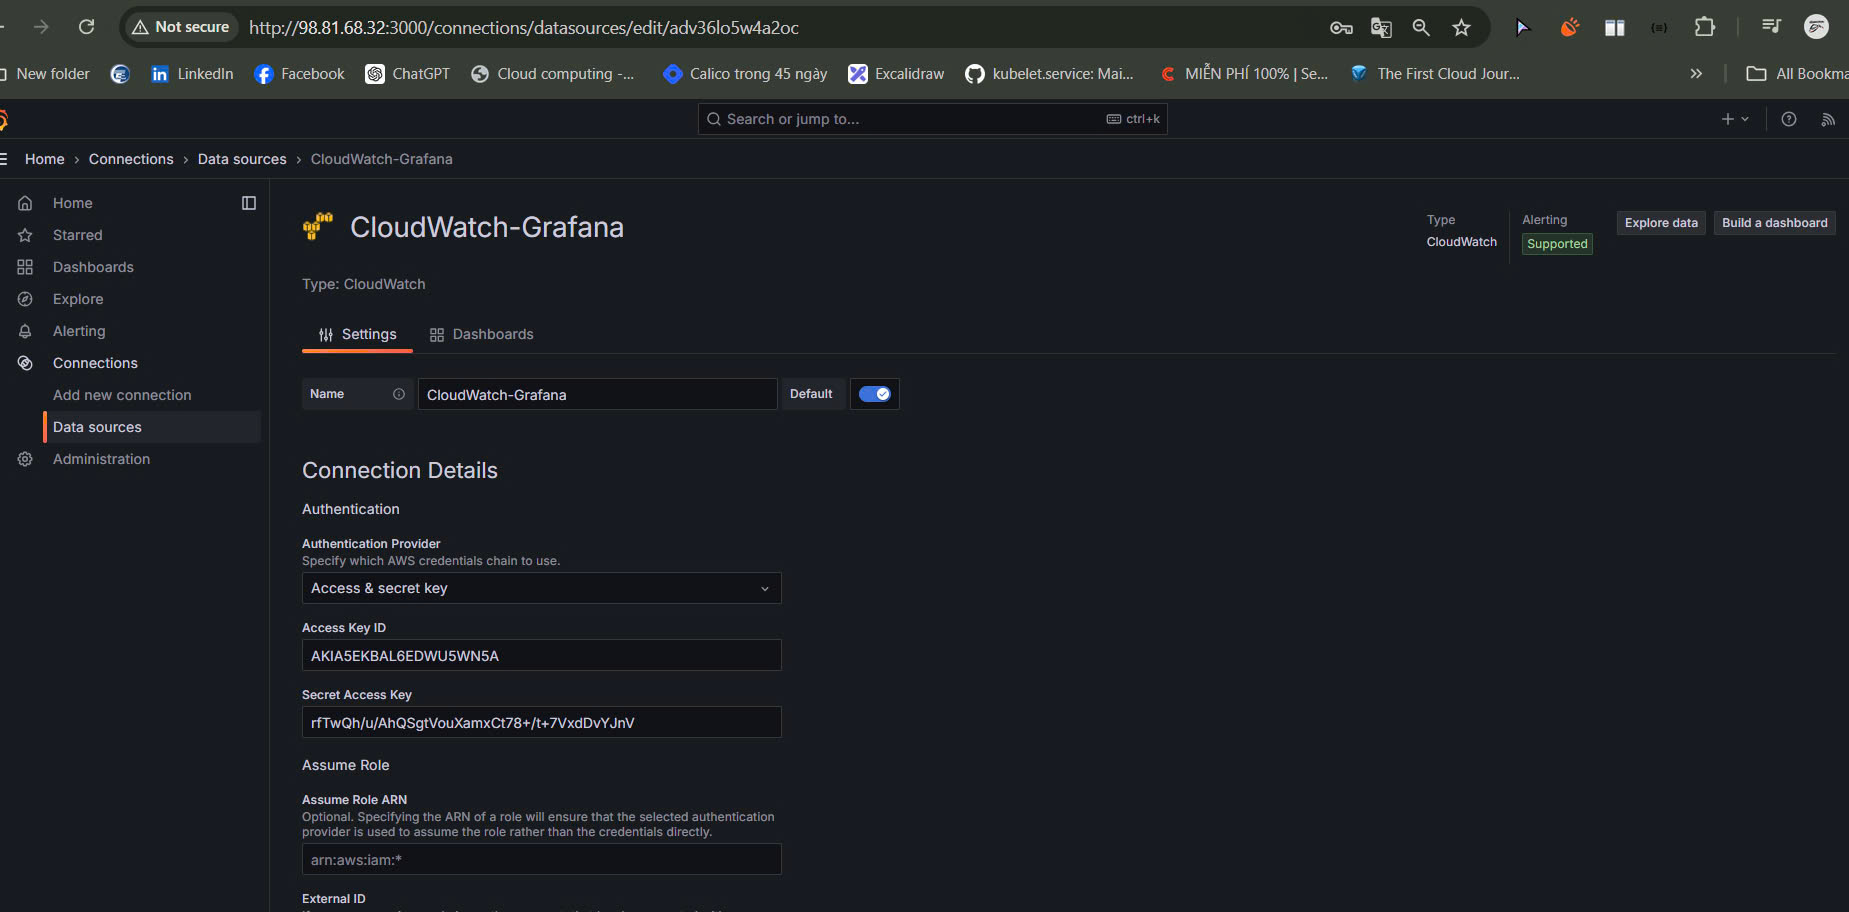 Not secure http://98.81.68.32:3000/connections/datasources/edit/adv36lo5w4a2oc
New folder LinkedIn Facebook ChatGPT Cloud computing -... Calico trong 45 ngày Excalidraw kubelet.service: Mai... MIỄN PHÍ 100% | Se... The First Cloud Jour... » All Bookma
Search or jump to... ctrl+k
Home › Connections › Data sources › CloudWatch-Grafana
Home
Starred
Dashboards
Explore
Alerting
Connections
Add new connection
Data sources
Administration
CloudWatch-Grafana
Type
CloudWatch
Alerting
Supported
Explore data
Build a dashboard
Type: CloudWatch
Settings Dashboards
Name CloudWatch-Grafana Default
Connection Details
Authentication
Authentication Provider
Specify which AWS credentials chain to use.
Access & secret key
Access Key ID
AKIA5EKBAL6EDWU5WN5A
Secret Access Key
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
Assume Role
Assume Role ARN
Optional. Specifying the ARN of a role will ensure that the selected authentication
provider is used to assume the role rather than the credentials directly.
arn:aws:iam:*
External ID